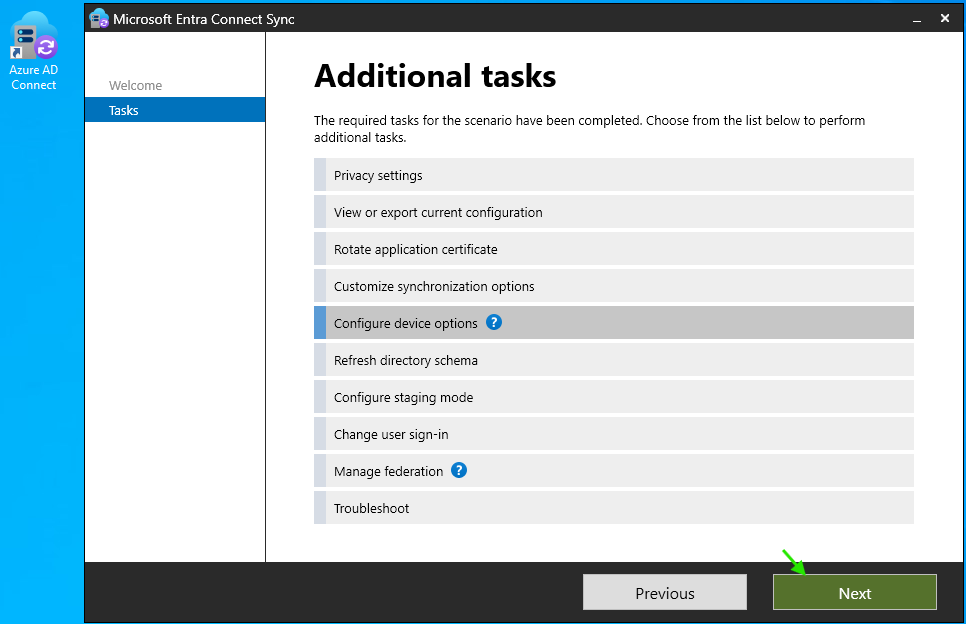 Azure AD
Connect
Microsoft Entra Connect Sync
Welcome
Tasks
Additional tasks
The required tasks for the scenario have been completed. Choose from the list below to perform
additional tasks.
Privacy settings
View or export current configuration
Rotate application certificate
Customize synchronization options
Configure device options ?
Refresh directory schema
Configure staging mode
Change user sign-in
Manage federation ?
Troubleshoot
Previous
Next